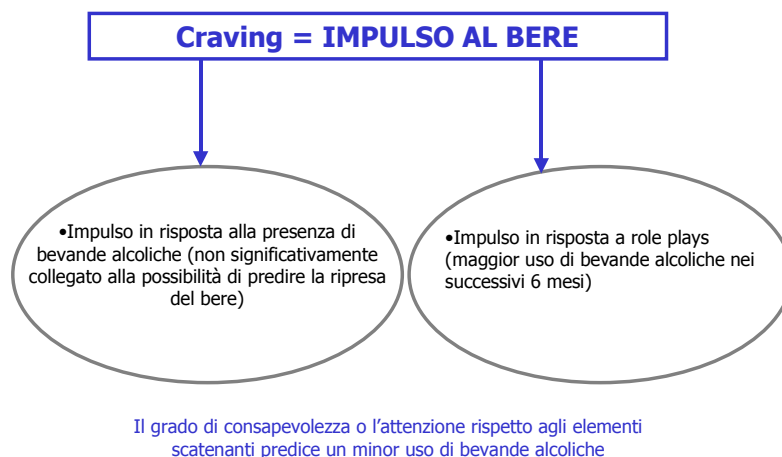 Craving = IMPULSO AL BERE
•Impulso in risposta alla presenza di
bevande alcoliche (non significativamente
collegato alla possibilità di predire la ripresa
del bere)
•Impulso in risposta a role plays
(maggior uso di bevande alcoliche nei
successivi 6 mesi)
Il grado di consapevolezza o l'attenzione rispetto agli elementi
scatenanti predice un minor uso di bevande alcoliche